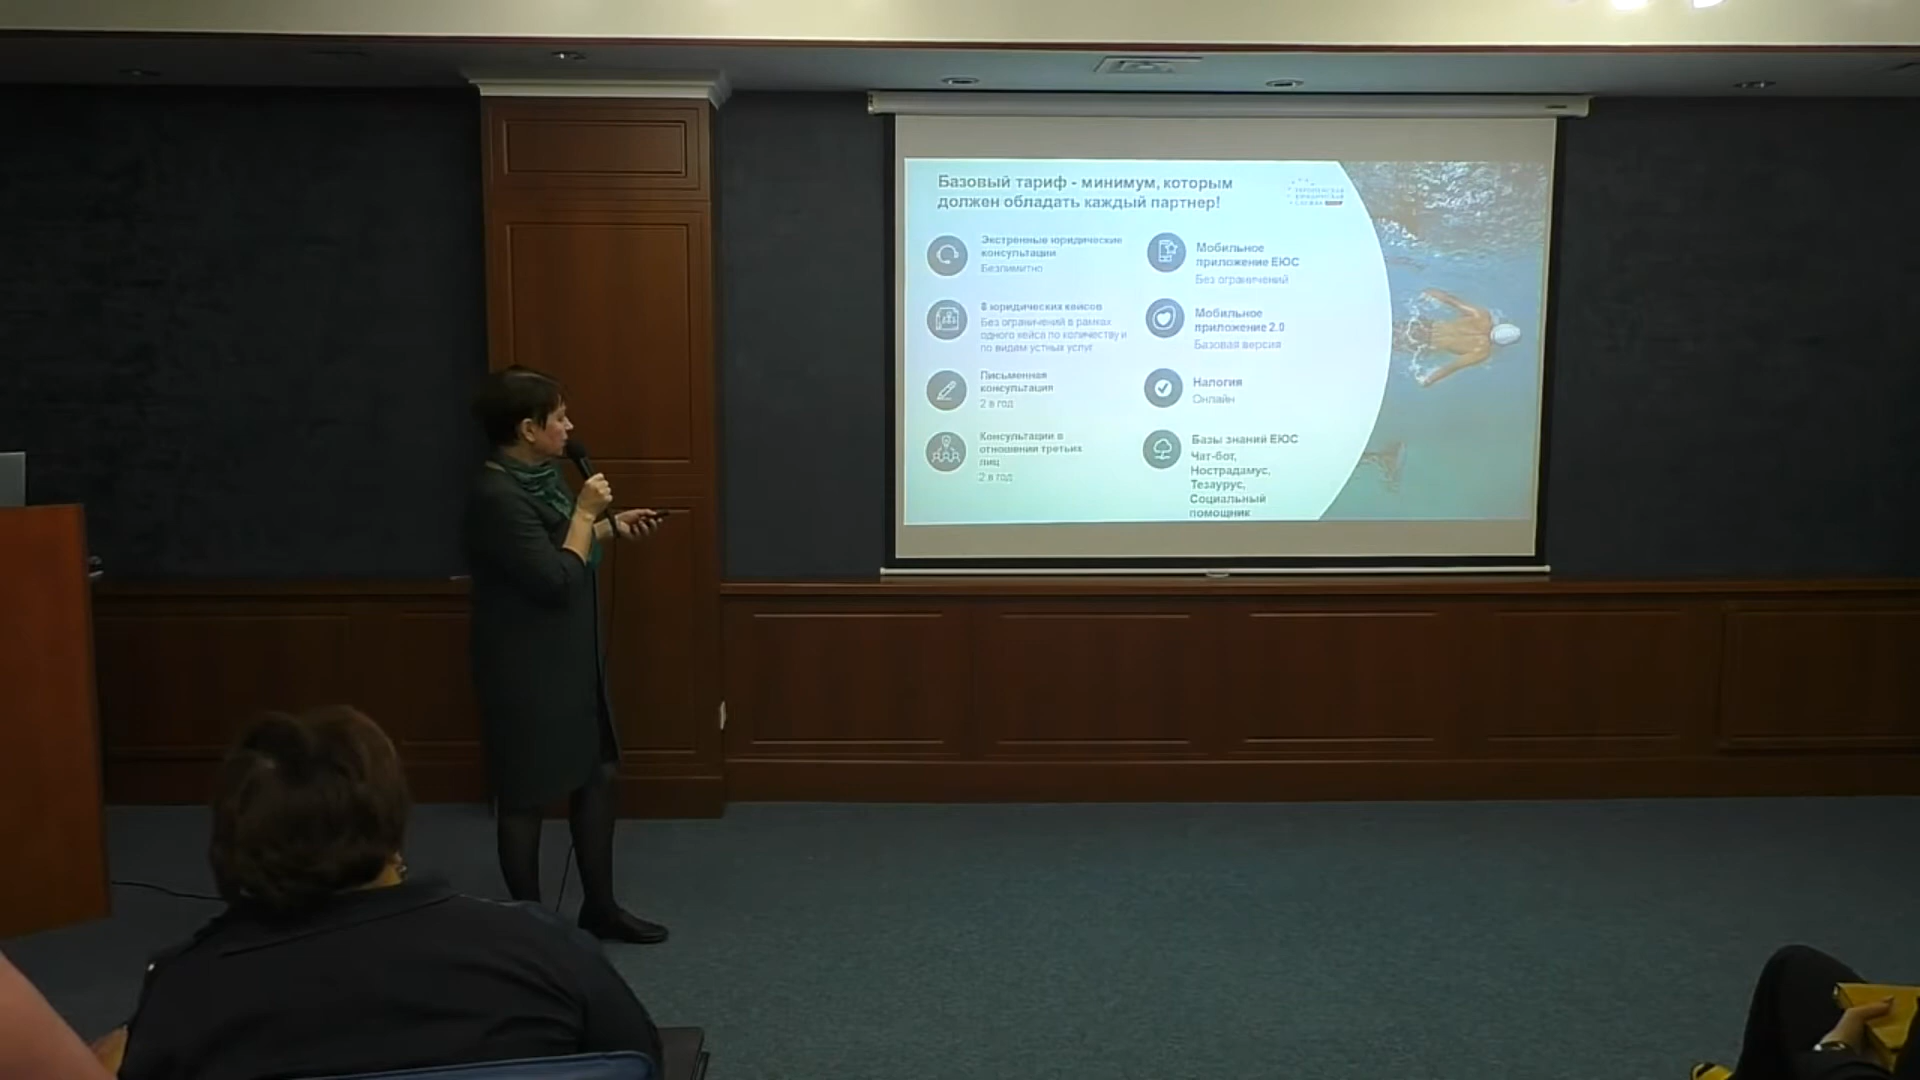 Базовый тариф - минимум, которым
должен обладать каждый партнер!
ЕВРОПЕЙСКАЯ
ЮРИДИЧЕСКАЯ
СЛУЖБА
Экстренные юридические
консультации
Безлимитно
8 юридических кейсов
Без ограничений в рамках
одного кейса по количеству и
по видам устных услуг
Письменная
консультация
2 в год
Консультации в
отношении третьих
лиц
2 в год
Мобильное
приложение ЕЮС
Без ограничений
Мобильное
приложение 2.0
Базовая версия
Налогия
Онлайн
Базы знаний ЕЮС
Чат-бот,
Нострадамус,
Тезаурус,
Социальный
помощник